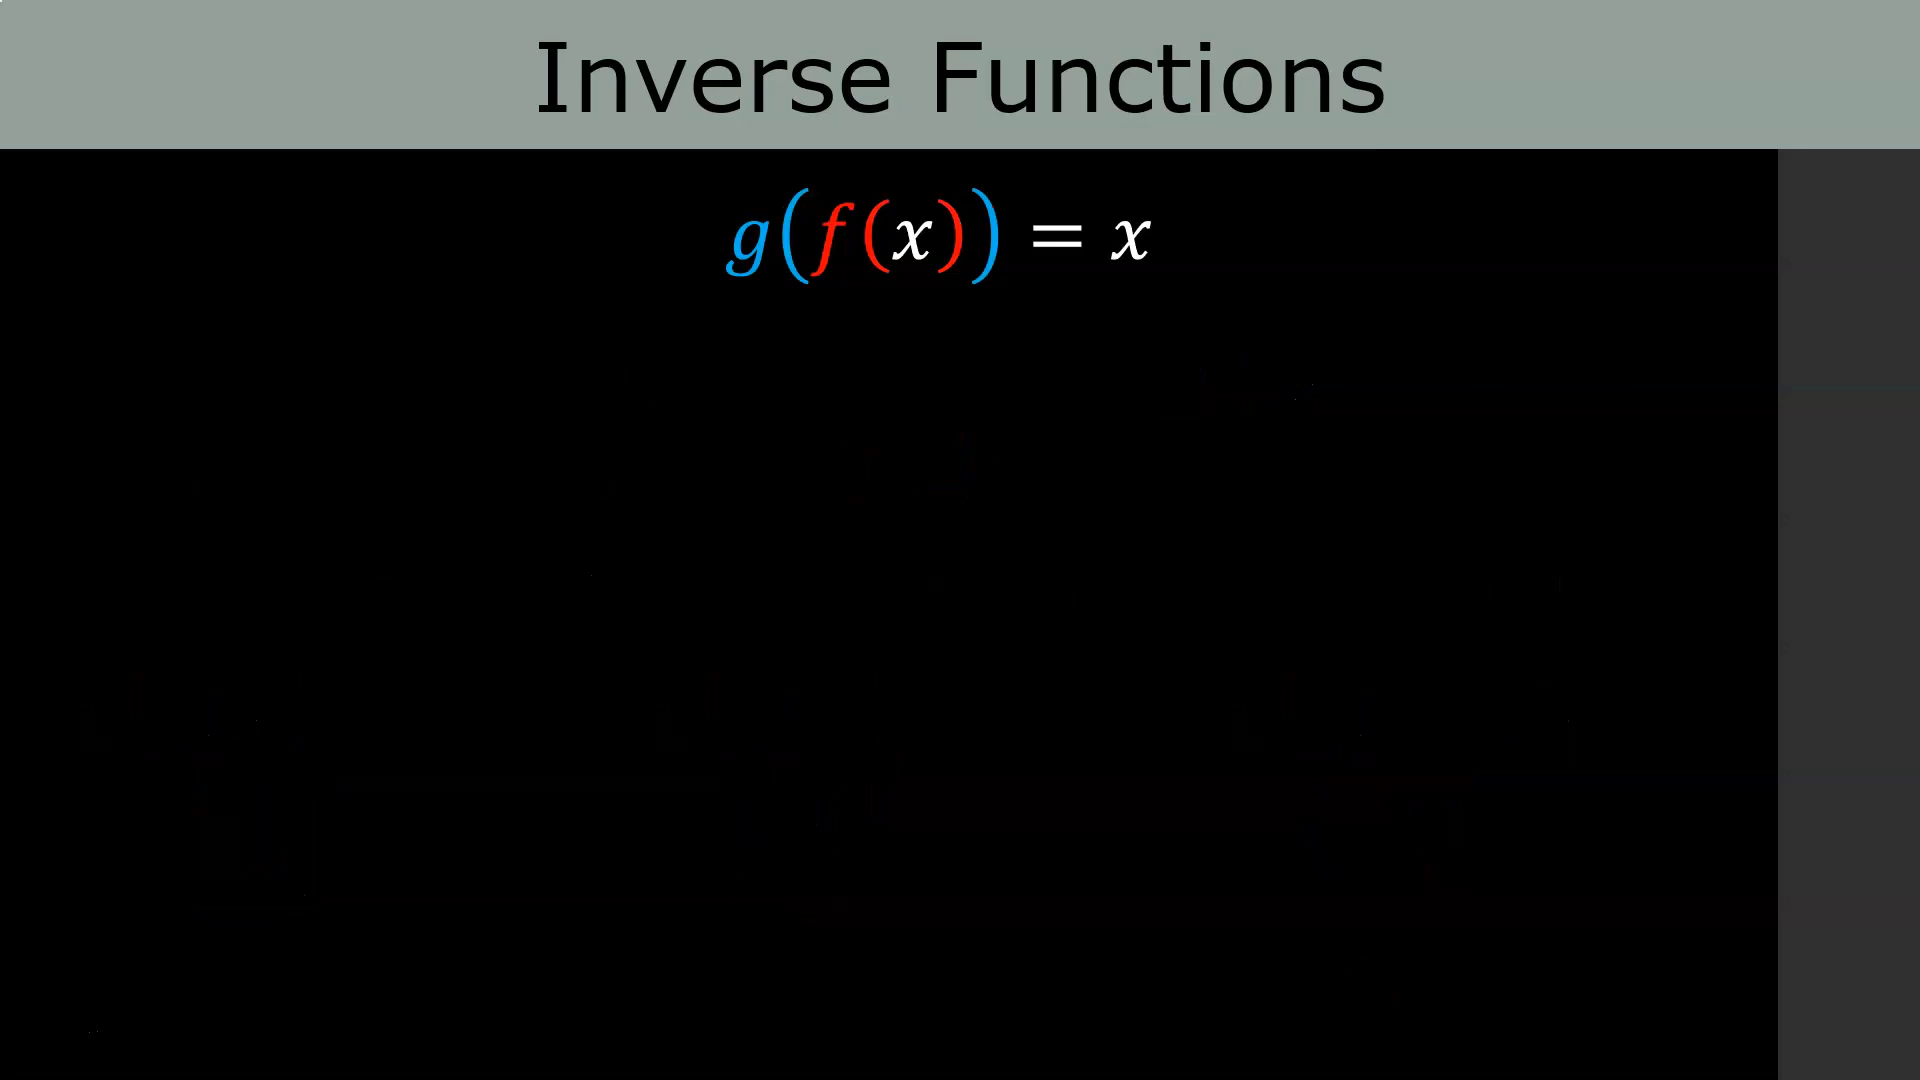 Inverse Functions
g(f(x)) = x